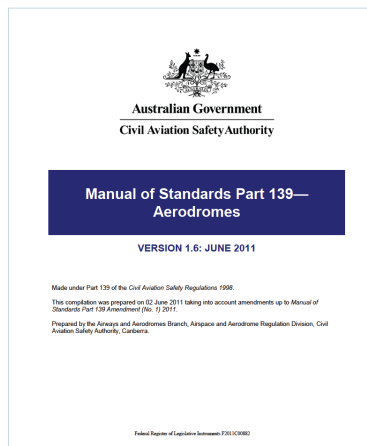 Australian Government
Civil Aviation Safety Authority
Manual of Standards Part 139—
Aerodromes
VERSION 1.6: JUNE 2011
Made under Part 139 of the Civil Aviation Safety Regulations 1998.
This compilation was prepared on 02 June 2011 taking into account amendments up to Manual of
Standards Part 139 Amendment (No. 1) 2011.
Prepared by the Airways and Aerodromes Branch, Airspace and Aerodrome Regulation Division, Civil
Aviation Safety Authority, Canberra.
Federal Register of Legislative Instruments F2011C00882